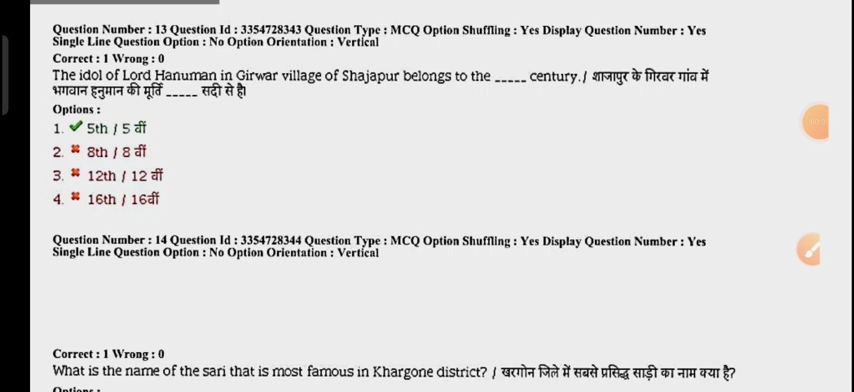 Question Number : 13 Question Id : 3354728343 Question Type : MCQ Option Shuffling : Yes Display Question Number : Yes
Single Line Question Option : No Option Orientation : Vertical
Correct : 1 Wrong : 0
The idol of Lord Hanuman in Girwar village of Shajapur belongs to the _____ century./ शाजापुर के गिरवर गांव में
भगवान हनुमान की मूर्ति _____ सदी से है।
Options :
1. 5th / 5 वीं
2. 8th / 8 वीं
3. 12th / 12 वीं
4. 16th / 16वीं
Question Number : 14 Question Id : 3354728344 Question Type : MCQ Option Shuffling : Yes Display Question Number : Yes
Single Line Question Option : No Option Orientation : Vertical
Correct : 1 Wrong : 0
What is the name of the sari that is most famous in Khargone district? / खरगोन जिले में सबसे प्रसिद्ध साड़ी का नाम क्या है?
Options :